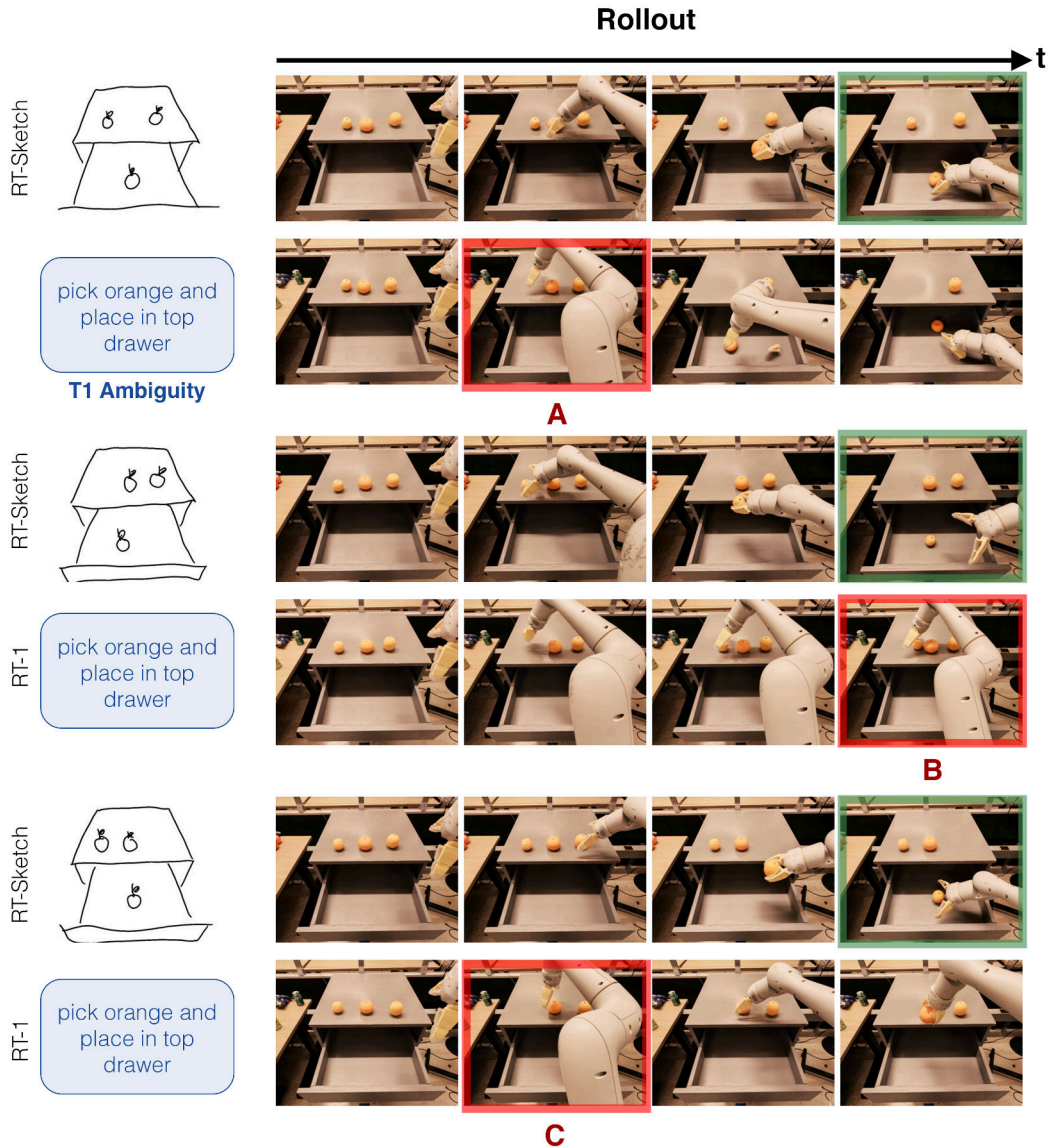 Rollout
t
RT-Sketch
pick orange and
place in top
drawer
T1 Ambiguity
A
RT-Sketch
RT-1
pick orange and
place in top
drawer
B
RT-Sketch
RT-1
pick orange and
place in top
drawer
C